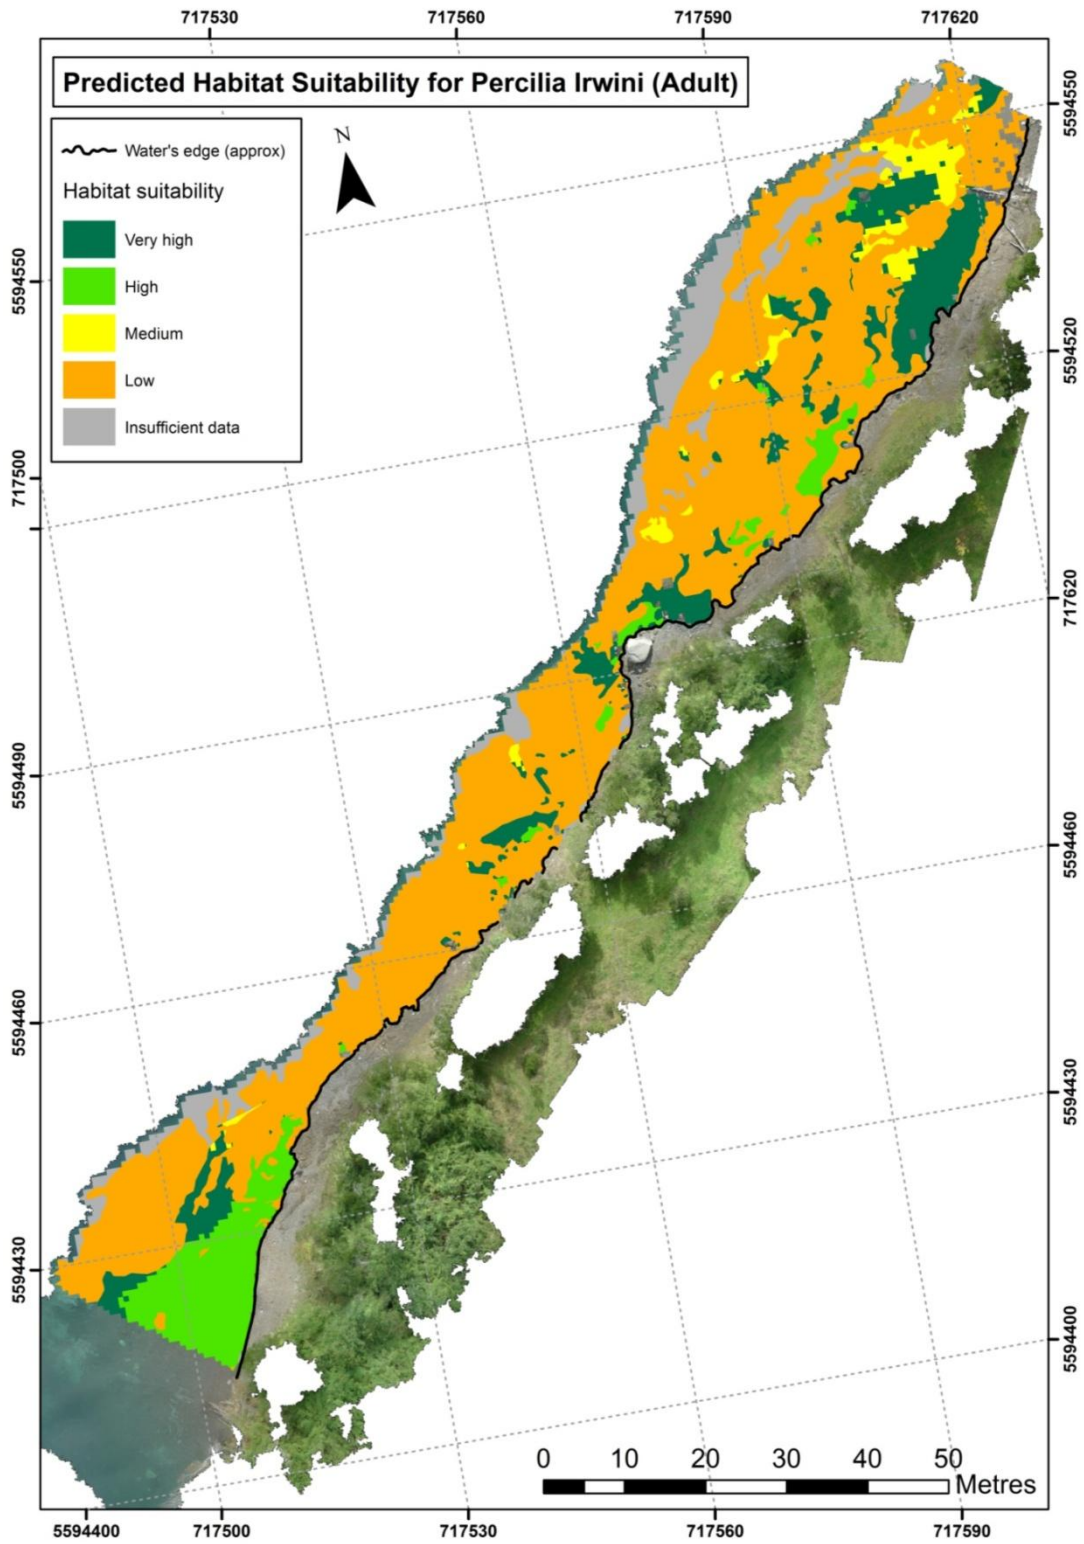 717530 717560 717590 717620
Predicted Habitat Suitability for Percilia Irwini (Adult)
N
Water's edge (approx)
Habitat suitability
Very high
High
Medium
Low
Insufficient data
5594550
717500
5594490
5594460
5594430
5594550
5594520
717620
5594460
5594430
5594400
0 10 20 30 40 50
Metres
5594400 717500 717530 717560 717590